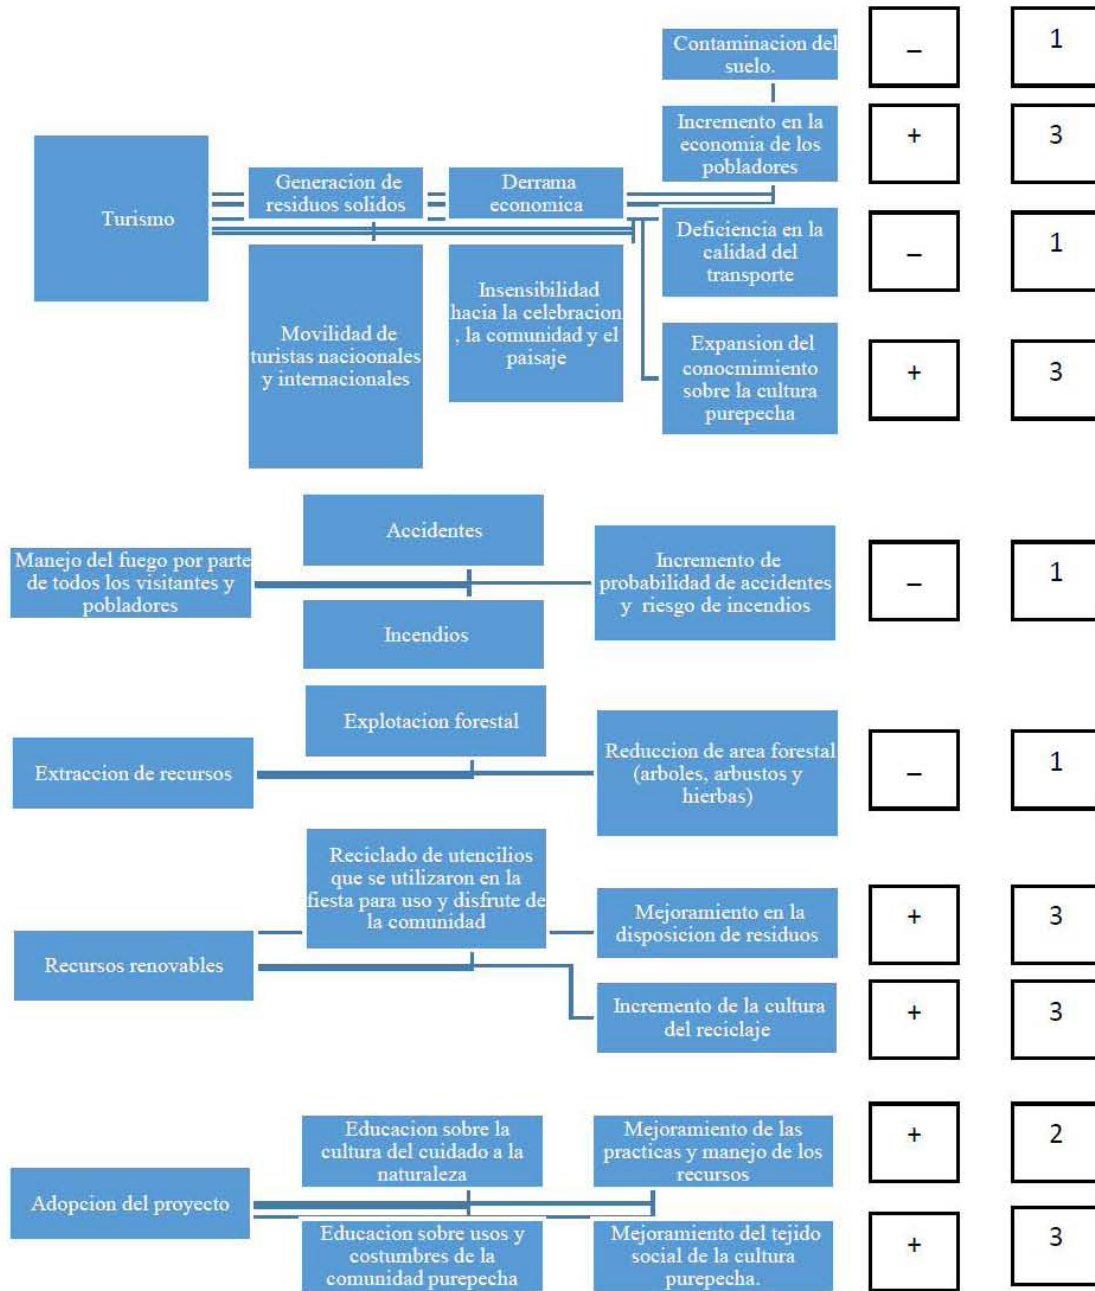 Turismo
Generacion de
residuos solidos
Movilidad de
turistas nacioonales
y internacionales
Derrama
economica
Insensibilidad
hacia la celebracion
, la comunidad y el
paisaje
Contaminacion del
suelo.
–
1
Incremento en la
economia de los
pobladores
+
3
Deficiencia en la
calidad del
transporte
–
1
Expansion del
conocmimiento
sobre la cultura
purepecha
+
3
Manejo del fuego por parte
de todos los visitantes y
pobladores
Accidentes
Incendios
Incremento de
probabilidad de accidentes
y riesgo de incendios
–
1
Extraccion de recursos
Explotacion forestal
Reduccion de area forestal
(arboles, arbustos y
hierbas)
–
1
Recursos renovables
Reciclado de utencilios
que se utilizaron en la
fiesta para uso y disfrute de
la comunidad
Mejoramiento en la
disposicion de residuos
+
3
Incremento de la cultura
del reciclaje
+
3
Adopcion del proyecto
Educacion sobre la
cultura del cuidado a la
naturaleza
Educacion sobre usos y
costumbres de la
comunidad purepecha
Mejoramiento de las
practicas y manejo de los
recursos
+
2
Mejoramiento del tejido
social de la cultura
purepecha.
+
3